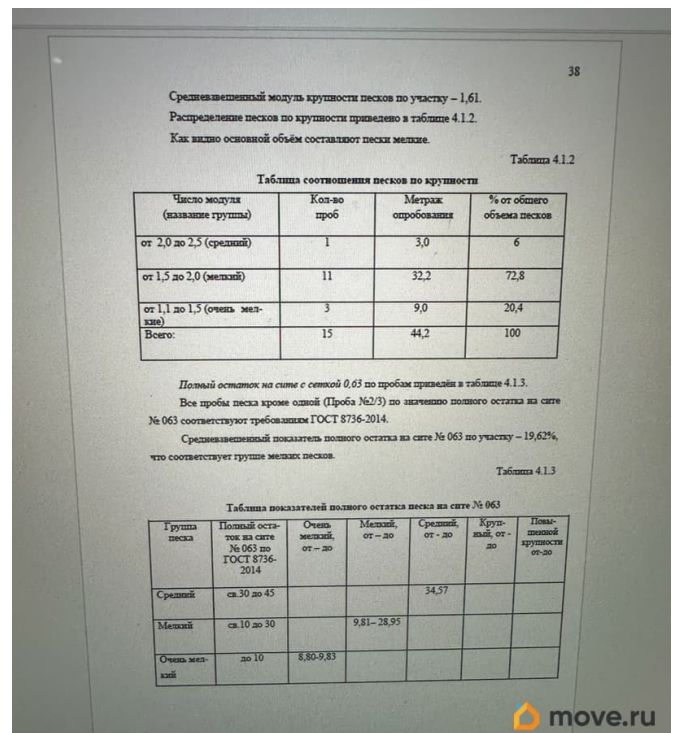 38
Средневзвешенный модуль крупности песков по участку – 1,61.
Распределение песков по крупности приведено в таблице 4.1.2.
Как видно основной объём составляют пески мелкие.
Таблица 4.1.2
Таблица соотношения песков по крупности
Число модуля (название группы) Кол-во проб Метраж опробования % от общего объема песков
от 2,0 до 2,5 (средний) 1 3,0 6
от 1,5 до 2,0 (мелкий) 11 32,2 72,8
от 1,1 до 1,5 (очень мелкие) 3 9,0 20,4
Всего: 15 44,2 100
Полный остаток на сите с сеткой 0,63 по пробам приведён в таблице 4.1.3.
Все пробы песка кроме одной (Проба №2/3) по значению полного остатка на сите
№ 063 соответствуют требованиям ГОСТ 8736-2014.
Средневзвешенный показатель полного остатка на сите № 063 по участку – 19,62%,
что соответствует группе мелких песков.
Таблица 4.1.3
Таблица показателей полного остатка песка на сите № 063
Группа песка Полный остаток на сите № 063 по ГОСТ 8736-2014 Очень мелкий, от – до Мелкий, от – до Средний, от - до Крупный, от - до Повышенной крупности от-до
Средний св.30 до 45 34,57
Мелкий св.10 до 30 9,81– 28,95
Очень мелкий до 10 8,80-9,83
move.ru